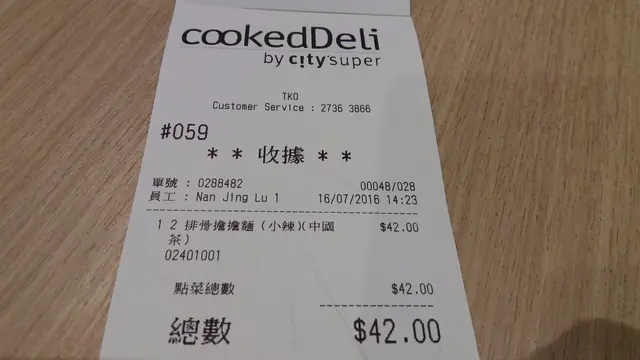 cookedDeli
by c!ty'super
TKO
Customer Service : 2736 3866
#059
* * 收據 * *
單號 : 0288482 00048/028
員工 : Nan Jing Lu 1 16/07/2016 14:23
1 2 排骨擔擔麵 (小辣)(中國 $42.00
茶)
02401001
點菜總數 $42.00
總數 $42.00